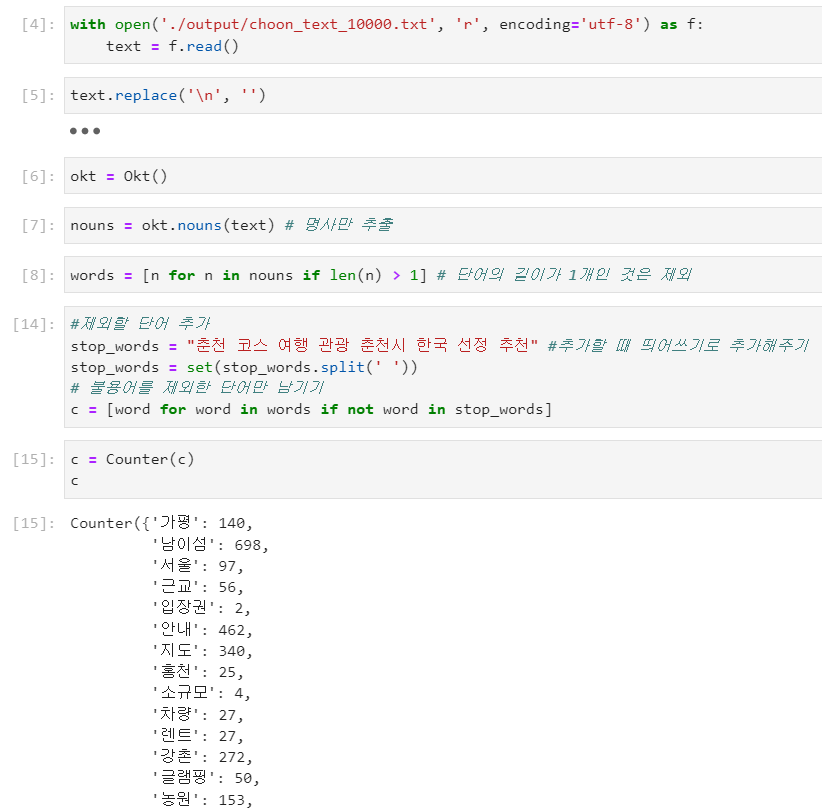 [4]: with open('./output/choon_text_10000.txt', 'r', encoding='utf-8') as f:
text = f.read()
[5]: text.replace('\n', '')
[6]: okt = Okt()
[7]: nouns = okt.nouns(text) # 명사만 추출
[8]: words = [n for n in nouns if len(n) > 1] # 단어의 길이가 1개인 것은 제외
[14]: #제외할 단어 추가
stop_words = "춘천 코스 여행 관광 춘천시 한국 선정 추천" #추가할 때 띄어쓰기로 추가해주기
stop_words = set(stop_words.split(' '))
# 불용어를 제외한 단어만 남기기
c = [word for word in words if not word in stop_words]
[15]: c = Counter(c)
c
[15]: Counter({'가평': 140,
'남이섬': 698,
'서울': 97,
'근교': 56,
'입장권': 2,
'안내': 462,
'지도': 340,
'홍천': 25,
'소규모': 4,
'차량': 27,
'렌트': 27,
'강촌': 272,
'글램핑': 50,
'농원': 153,